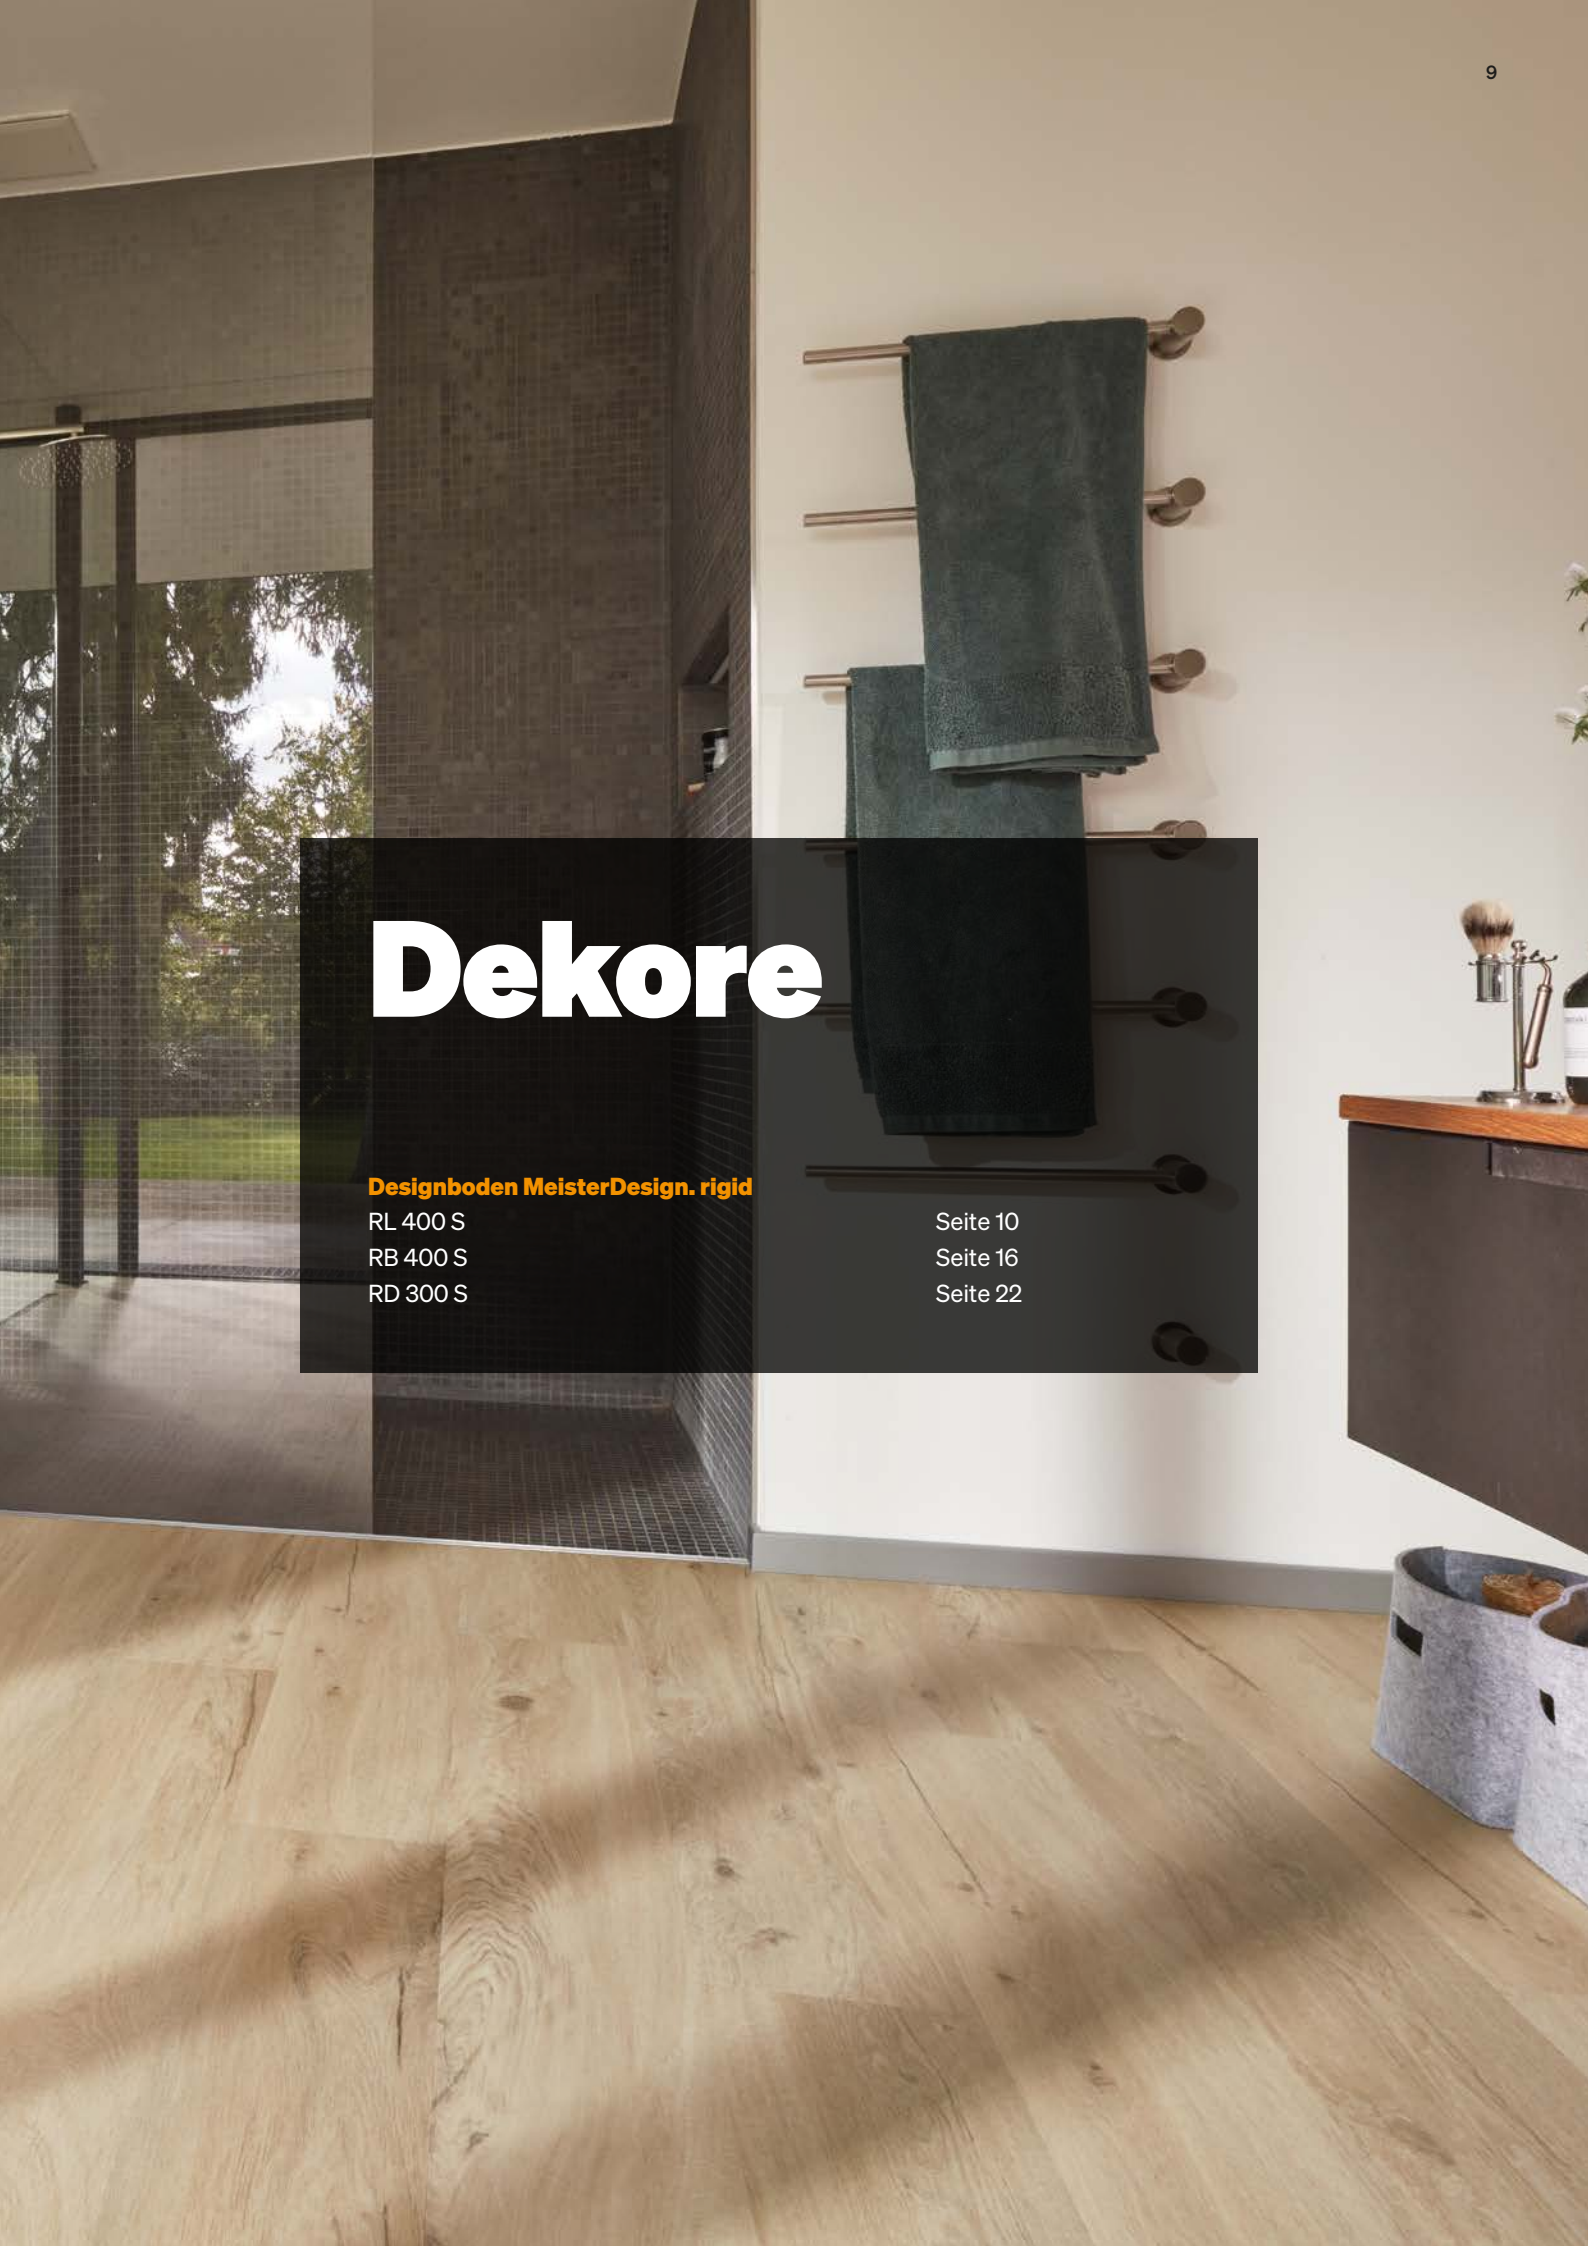 9
Dekore
Designboden MeisterDesign. rigid
RL 400 S Seite 10
RB 400 S Seite 16
RD 300 S Seite 22